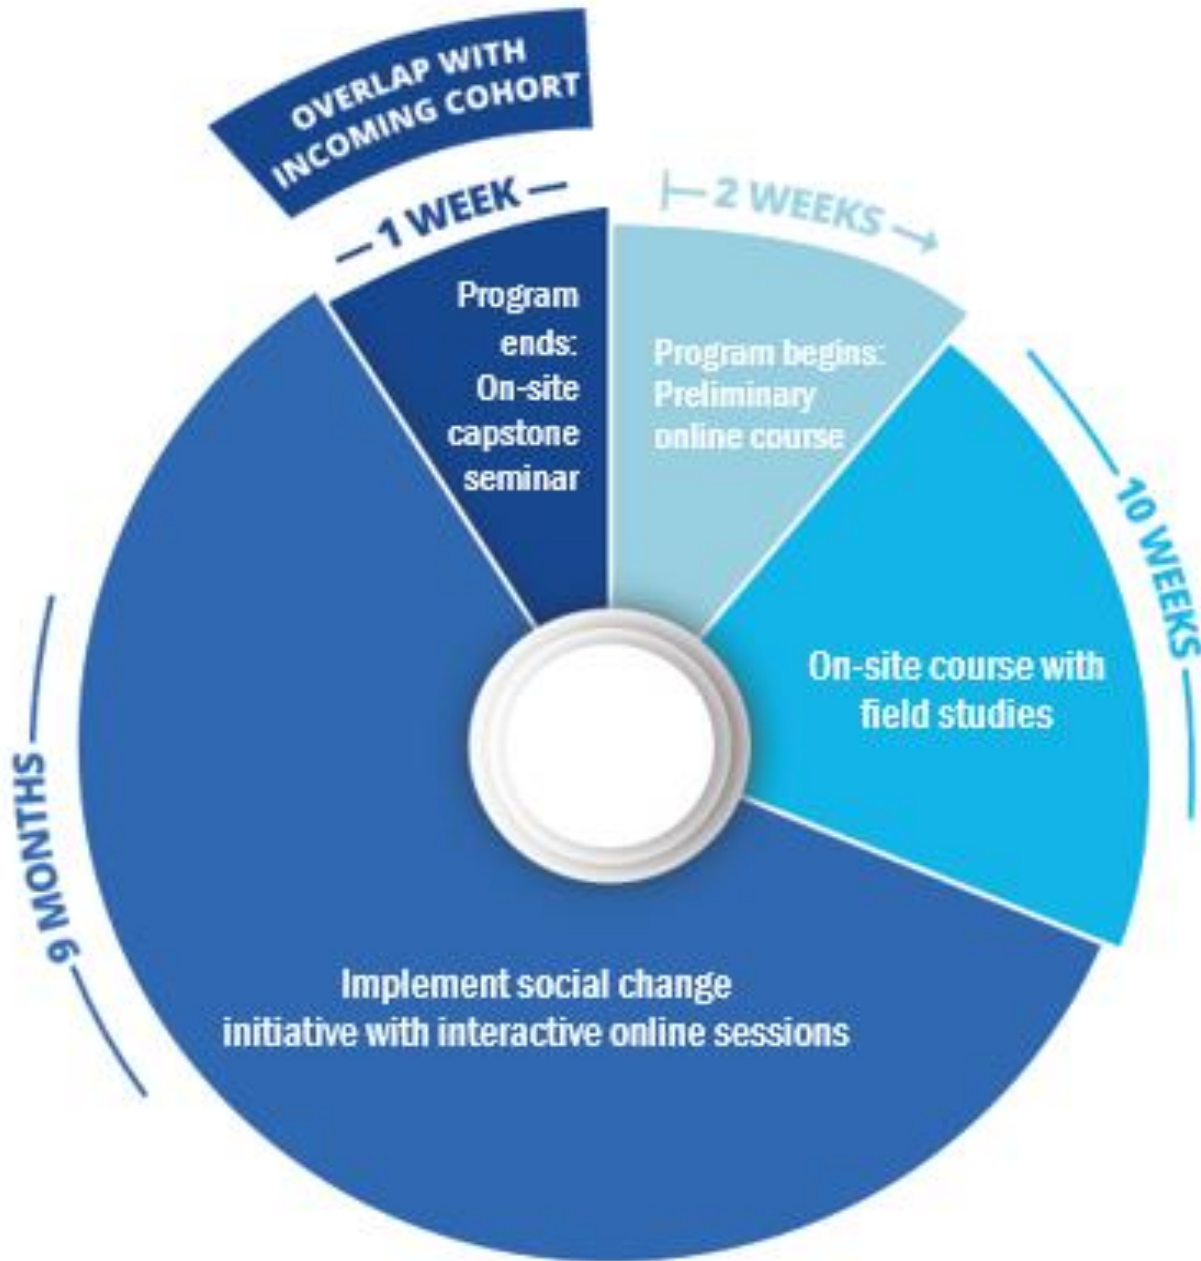 OVERLAP WITH
INCOMING COHORT
1 WEEK
Program
ends:
On-site
capstone
seminar
2 WEEKS
Program begins:
Preliminary
online course
10 WEEKS
On-site course with
field studies
9 MONTHS
Implement social change
initiative with interactive online sessions